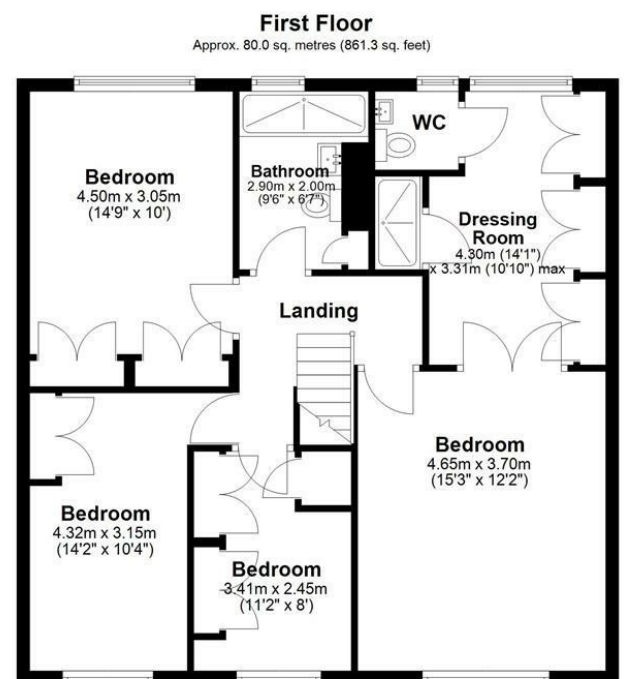 First Floor
Approx. 80.0 sq. metres (861.3 sq. feet)
WC
Bedroom
4.50m x 3.05m
(14'9" x 10')
Bathroom
2.90m x 2.00m
(9'6" x 6'7")
Dressing
Room
4.30m (14'1")
x 3.31m (10'10") max
Landing
Bedroom
4.65m x 3.70m
(15'3" x 12'2")
Bedroom
4.32m x 3.15m
(14'2" x 10'4")
Bedroom
3.41m x 2.45m
(11'2" x 8')